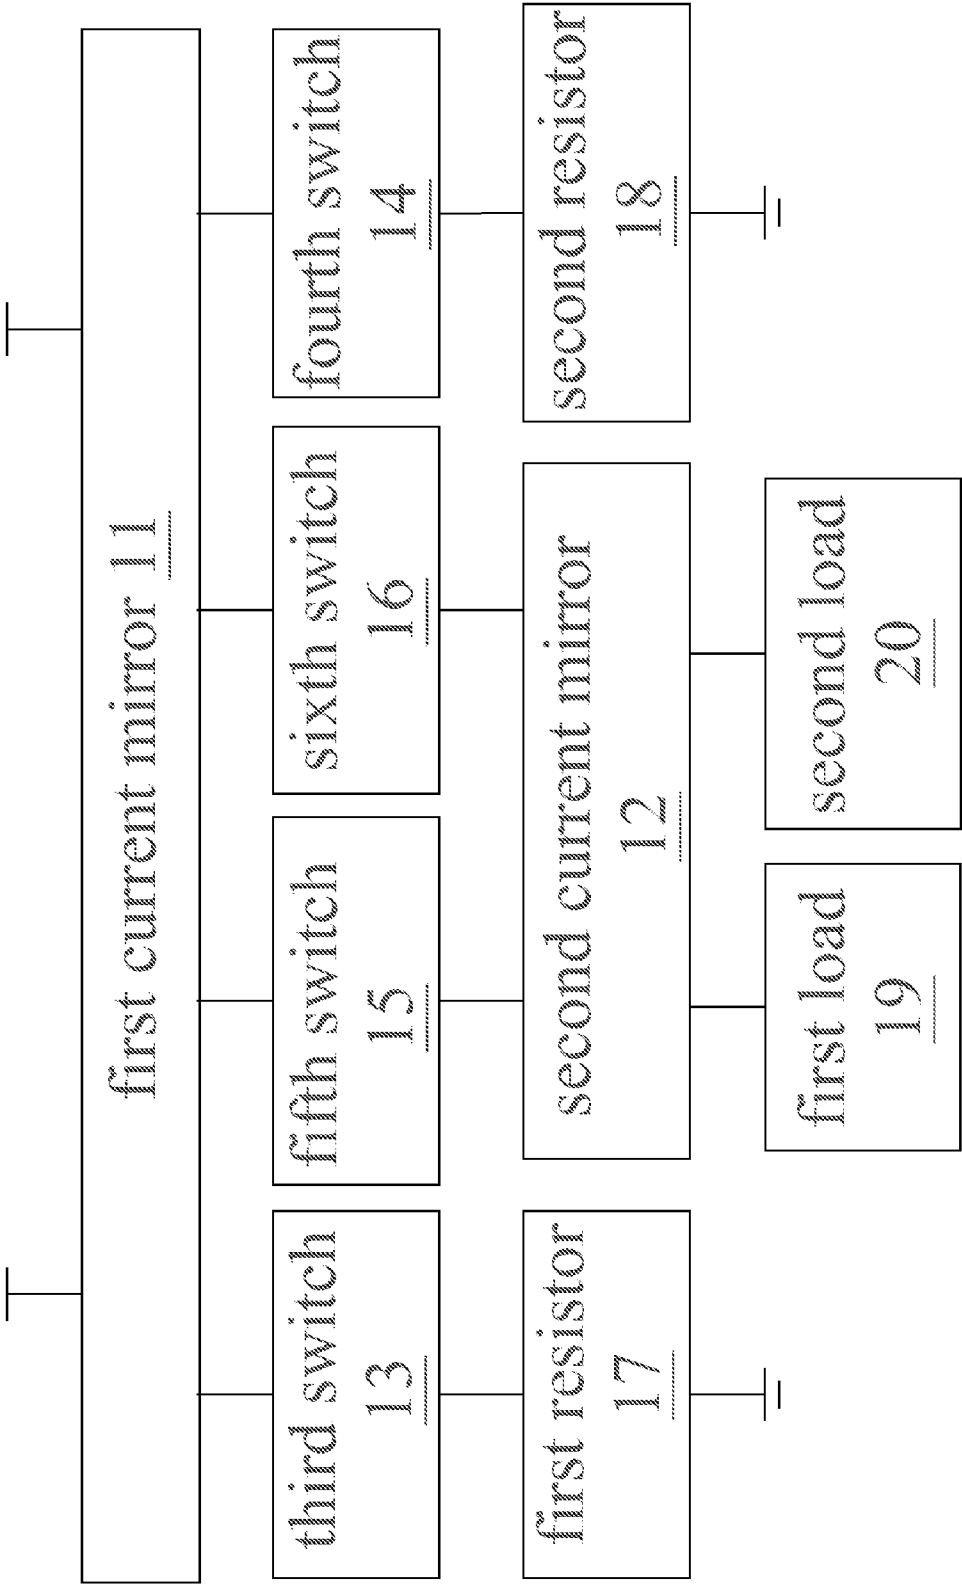 first current mirror 11
third switch
13
fifth switch
15
sixth switch
16
fourth switch
14
first resistor
17
second current mirror
12
second resistor
18
first load
19
second load
20